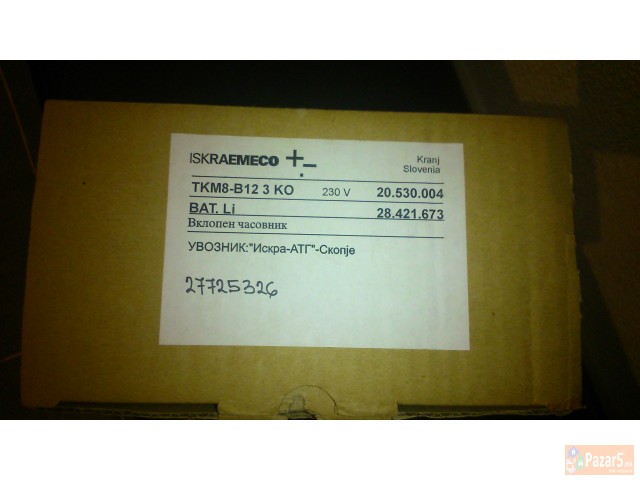 ISKRAEMECO
Kranj
Slovenia
TKM8-B12 3 KO 230 V 20.530.004
BAT. Li 28.421.673
Вклопен часовник
УВОЗНИК:"Искра-АТГ"-Скопје
27725326
Pazar5